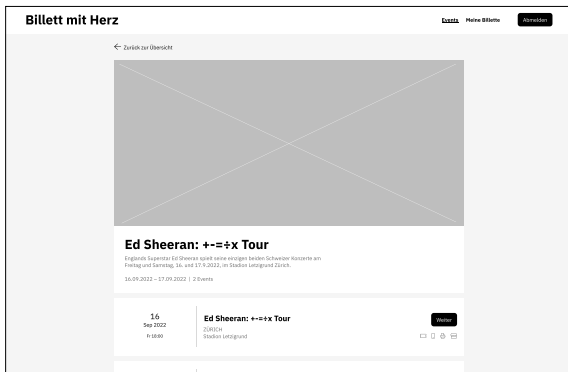 Billett mit Herz
Events Meine Billette Abmelden
Zurück zur Übersicht
Ed Sheeran: +-=÷x Tour
Englands Superstar Ed Sheeran spielt seine einzigen beiden Schweizer Konzerte am
Freitag und Samstag, 16. und 17.9.2022, im Stadion Letzigrund Zürich.
16.09.2022 – 17.09.2022 | 2 Events
16
Sep 2022
Fr 18:00
Ed Sheeran: +-=÷x Tour
ZÜRICH
Stadion Letzigrund
Weiter